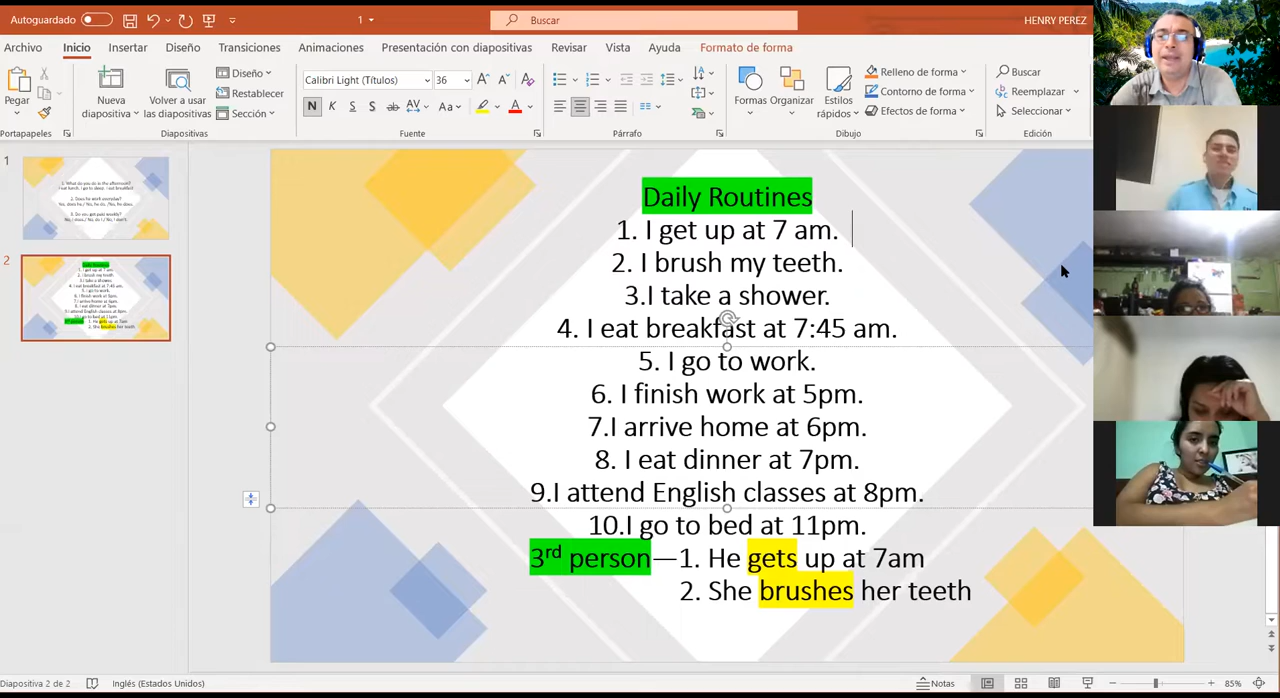 Autoguardado
1
Buscar
HENRY PEREZ
Archivo Inicio Insertar Diseño Transiciones Animaciones Presentación con diapositivas Revisar Vista Ayuda Formato de forma
Pegar
Nueva diapositiva
Volver a usar las diapositivas
Diseño
Restablecer
Sección
Calibri Light (Títulos) 36
N K S S ab AV Aa A
Formas Organizar Estilos rápidos
Relleno de forma
Contorno de forma
Efectos de forma
Buscar
Reemplazar
Seleccionar
Portapapeles Diapositivas Fuente Párrafo Dibujo Edición
1
2
Daily Routines
1. I get up at 7 am.
2. I brush my teeth.
3.I take a shower.
4. I eat breakfast at 7:45 am.
5. I go to work.
6. I finish work at 5pm.
7.I arrive home at 6pm.
8. I eat dinner at 7pm.
9.I attend English classes at 8pm.
10.I go to bed at 11pm.
3rd person—1. He gets up at 7am
2. She brushes her teeth
Diapositiva 2 de 2 Inglés (Estados Unidos) Notas 85%